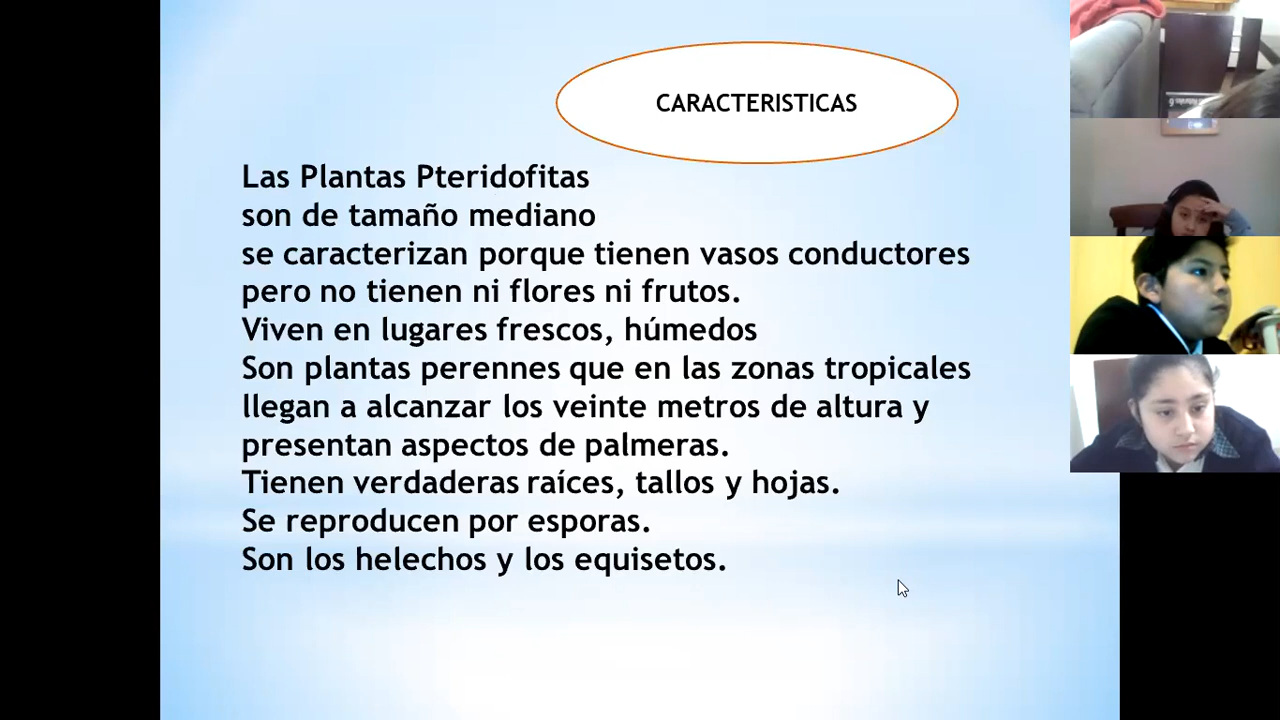 CARACTERISTICAS
Las Plantas Pteridofitas
son de tamaño mediano
se caracterizan porque tienen vasos conductores
pero no tienen ni flores ni frutos.
Viven en lugares frescos, húmedos
Son plantas perennes que en las zonas tropicales
llegan a alcanzar los veinte metros de altura y
presentan aspectos de palmeras.
Tienen verdaderas raíces, tallos y hojas.
Se reproducen por esporas.
Son los helechos y los equisetos.